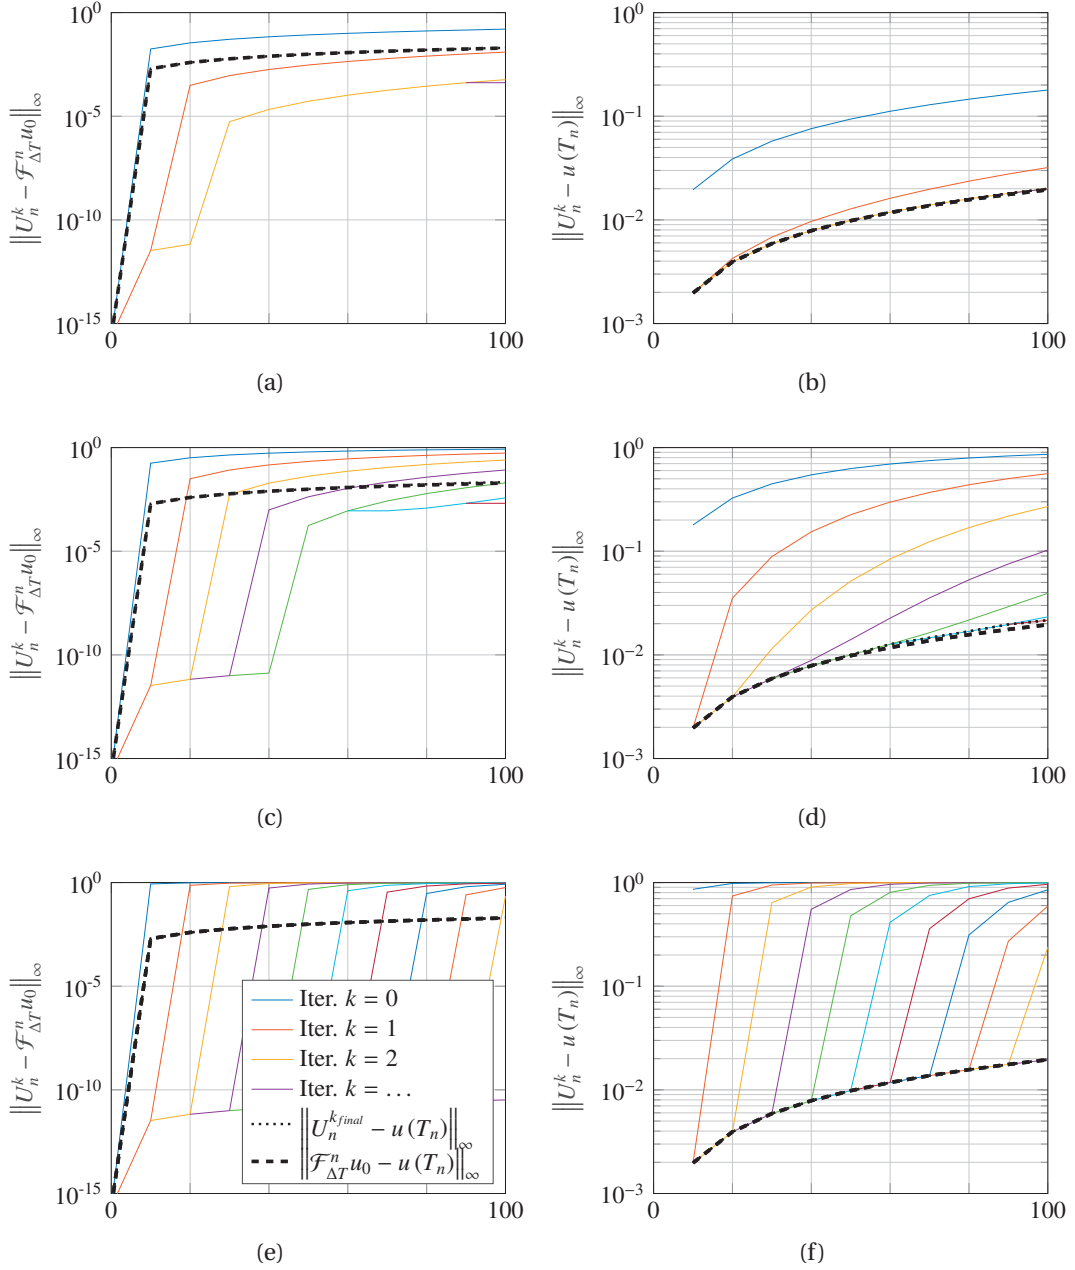 10^0
10^-5
10^-10
10^-15
0
100
‖U_n^k − ℱ_ΔT^n u_0‖_∞
(a)
10^0
10^-1
10^-2
10^-3
0
100
‖U_n^k − u (T_n)‖_∞
(b)
10^0
10^-5
10^-10
10^-15
0
100
‖U_n^k − ℱ_ΔT^n u_0‖_∞
(c)
10^0
10^-1
10^-2
10^-3
0
100
‖U_n^k − u (T_n)‖_∞
(d)
10^0
10^-5
10^-10
10^-15
0
100
‖U_n^k − ℱ_ΔT^n u_0‖_∞
Iter. k = 0
Iter. k = 1
Iter. k = 2
Iter. k = …
‖U_n^{k_final} − u (T_n)‖_∞
‖ℱ_ΔT^n u_0 − u (T_n)‖_∞
(e)
10^0
10^-1
10^-2
10^-3
0
100
‖U_n^k − u (T_n)‖_∞
(f)